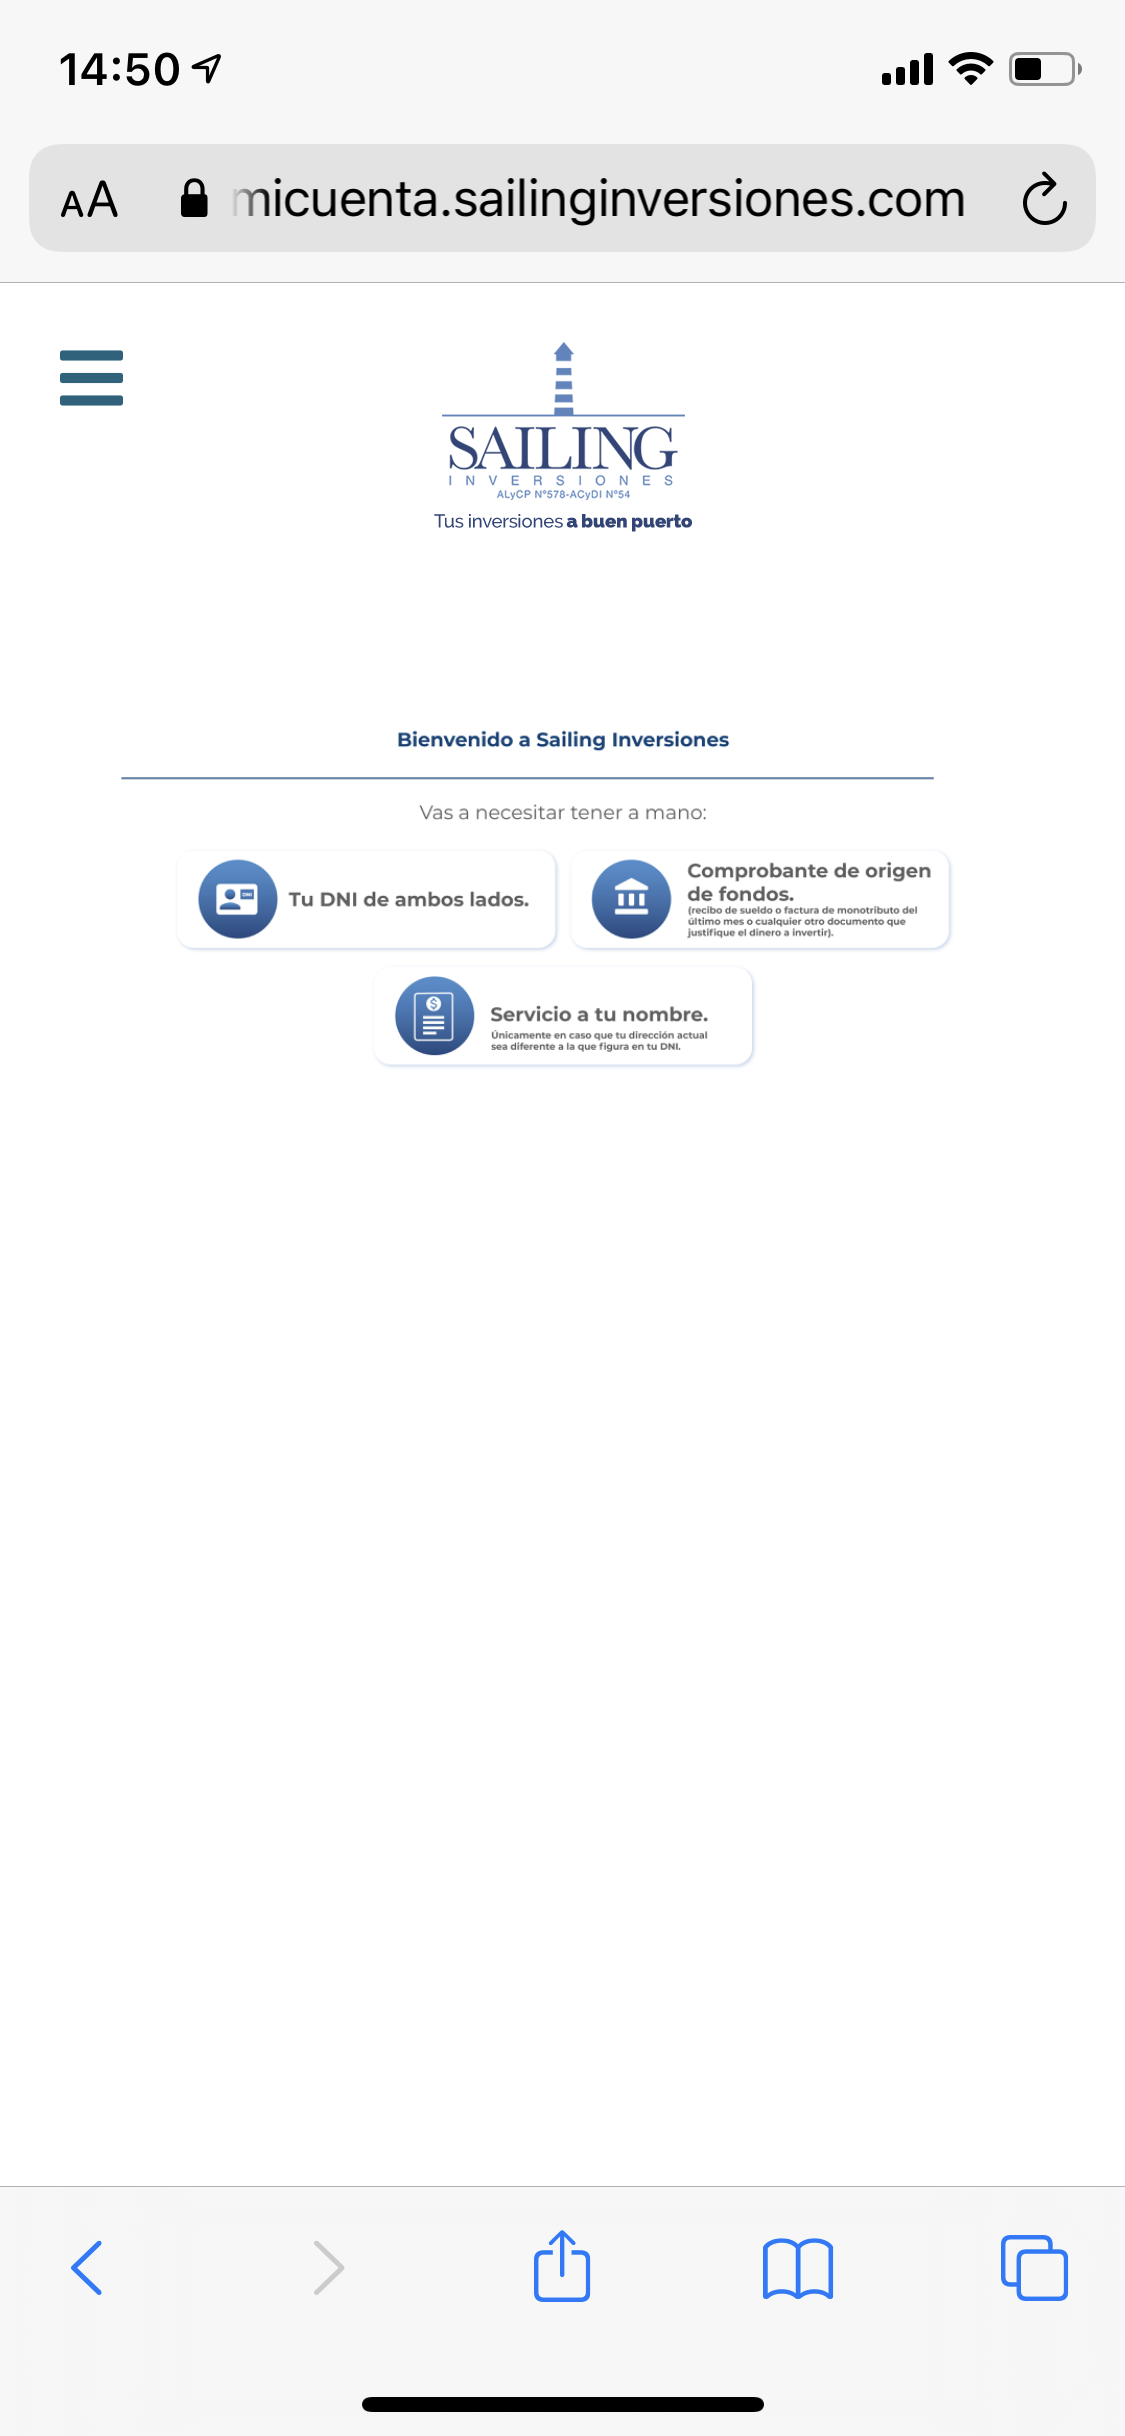 14:50
AA micuenta.sailinginversiones.com
SAILING
INVERSIONES
ALyCP N°578-ACyDI N°54
Tus inversiones a buen puerto
Bienvenido a Sailing Inversiones
Vas a necesitar tener a mano:
DNI
Tu DNI de ambos lados.
Comprobante de origen
de fondos.
(recibo de sueldo o factura de monotributo del
último mes o cualquier otro documento que
justifique el dinero a invertir).
$
Servicio a tu nombre.
Únicamente en caso que tu dirección actual
sea diferente a la que figura en tu DNI.